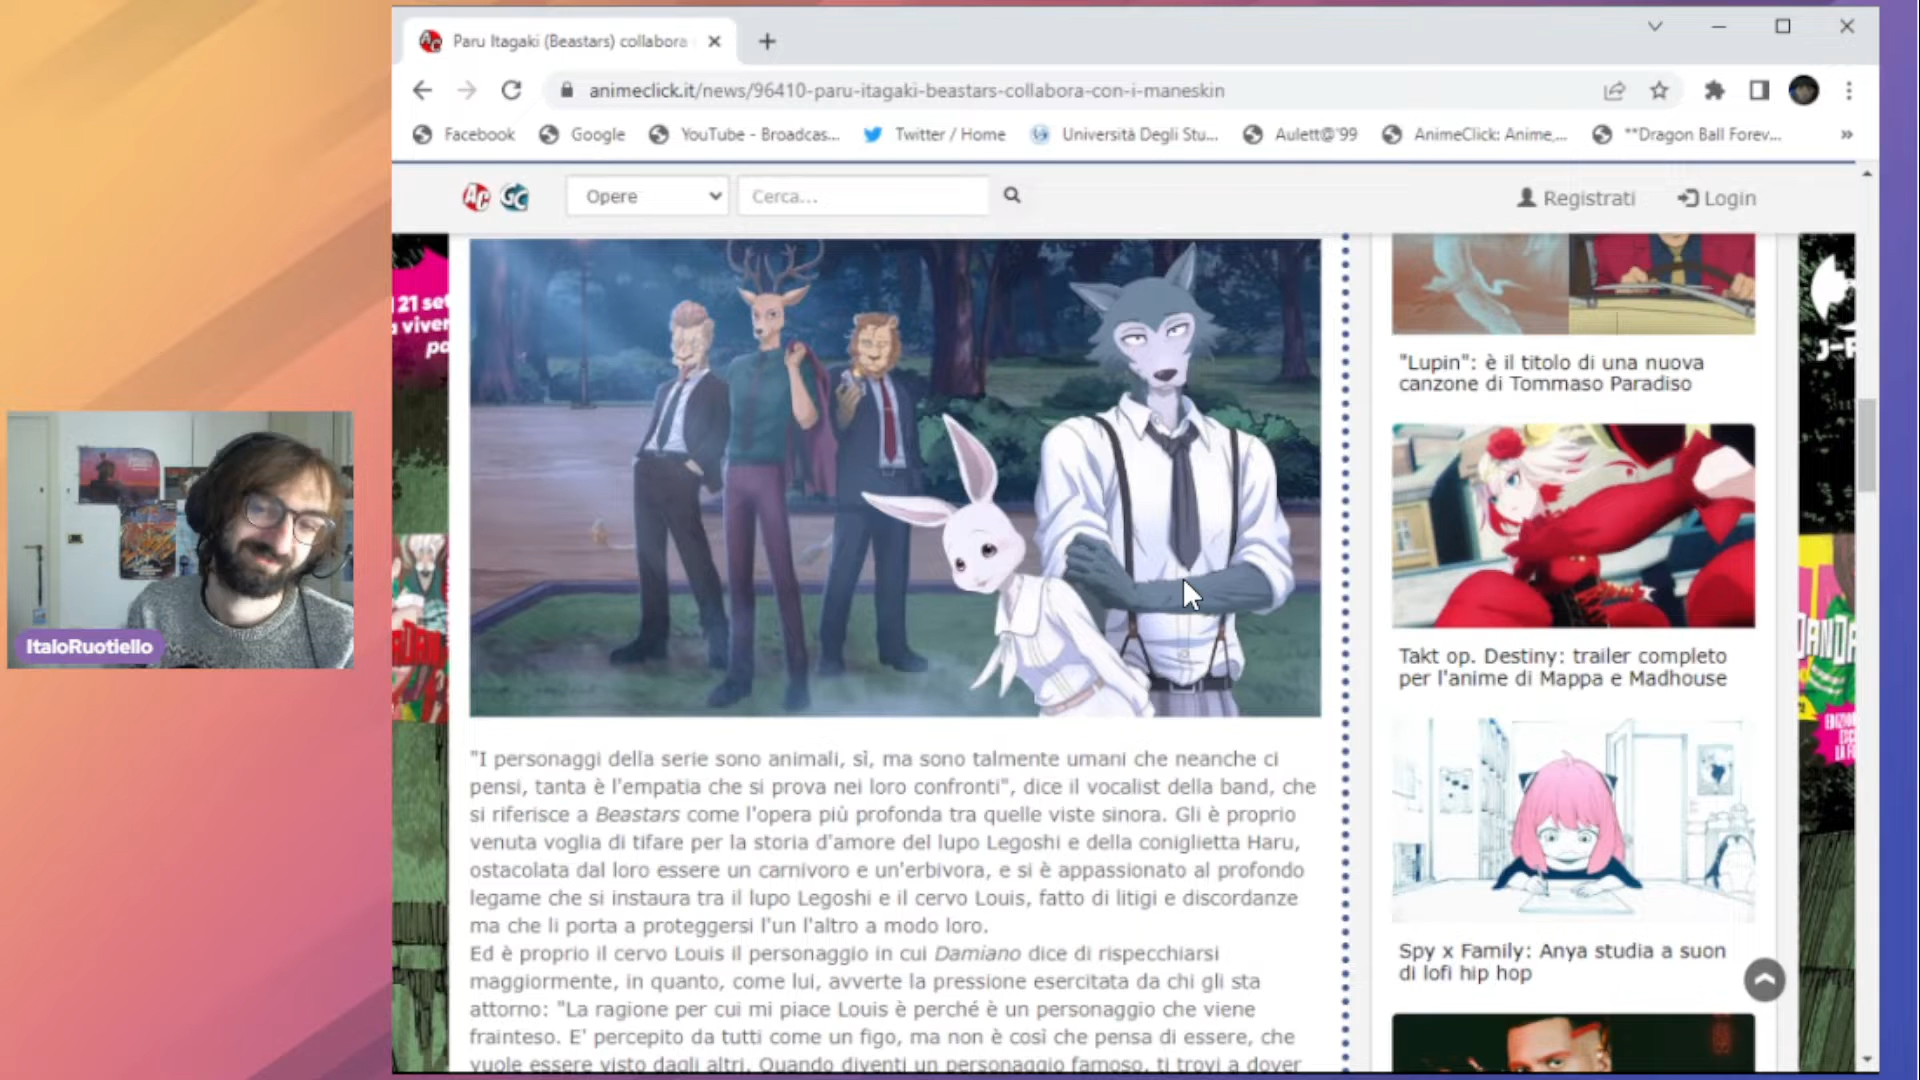 Paru Itagaki (Beastars) collabora
animeclick.it/news/96410-paru-itagaki-beastars-collabora-con-i-maneskin
Facebook
Google
YouTube - Broadcas...
Twitter / Home
Università Degli Stu...
Aulett@'99
AnimeClick: Anime,...
**Dragon Ball Forev...
»
AC GC
Opere
Cerca...
Registrati
Login
21 set
a viver
pa
"Lupin": è il titolo di una nuova
canzone di Tommaso Paradiso
Takt op. Destiny: trailer completo
per l'anime di Mappa e Madhouse
Spy x Family: Anya studia a suon
di lofi hip hop
ItaloRuotiello
"I personaggi della serie sono animali, sì, ma sono talmente umani che neanche ci
pensi, tanta è l'empatia che si prova nei loro confronti", dice il vocalist della band, che
si riferisce a Beastars come l'opera più profonda tra quelle viste sinora. Gli è proprio
venuta voglia di tifare per la storia d'amore del lupo Legoshi e della coniglietta Haru,
ostacolata dal loro essere un carnivoro e un'erbivora, e si è appassionato al profondo
legame che si instaura tra il lupo Legoshi e il cervo Louis, fatto di litigi e discordanze
ma che li porta a proteggersi l'un l'altro a modo loro.
Ed è proprio il cervo Louis il personaggio in cui Damiano dice di rispecchiarsi
maggiormente, in quanto, come lui, avverte la pressione esercitata da chi gli sta
attorno: "La ragione per cui mi piace Louis è perché è un personaggio che viene
frainteso. E' percepito da tutti come un figo, ma non è così che pensa di essere, che
vuole essere visto dagli altri. Quando diventi un personaggio famoso, ti trovi a dover